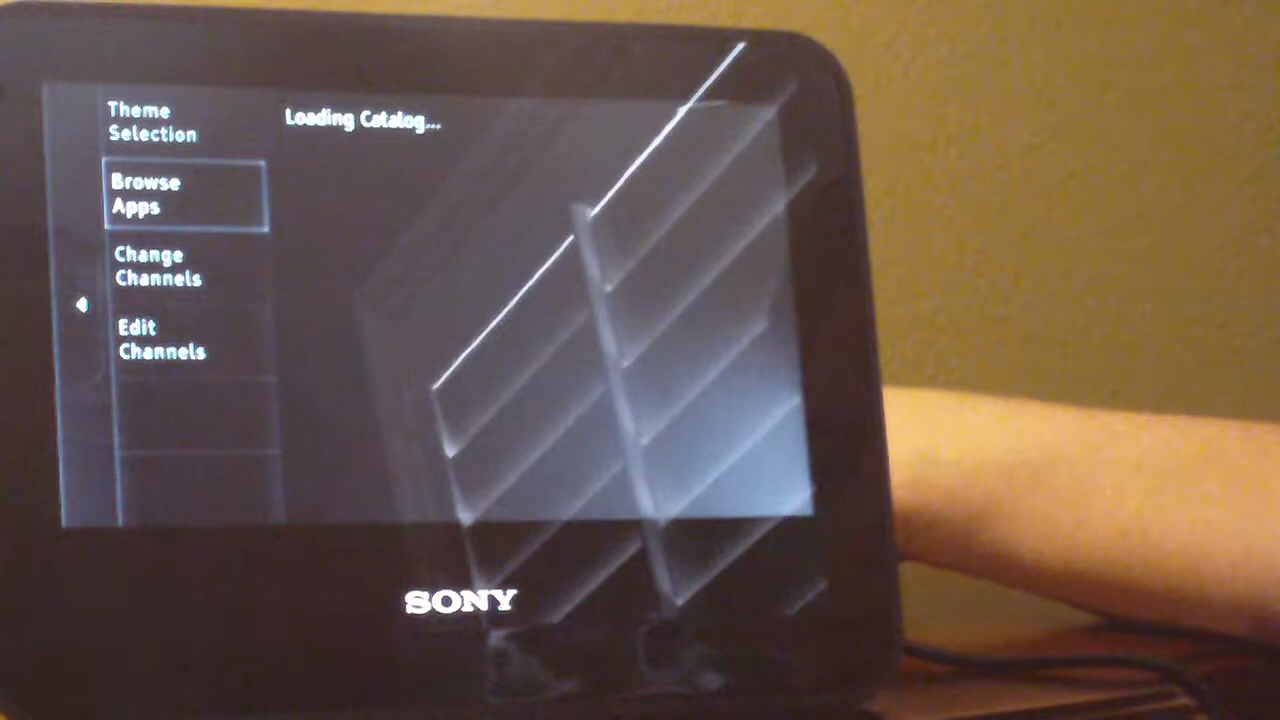 Theme
Selection
Loading Catalog...
Browse
Apps
Change
Channels
Edit
Channels
SONY